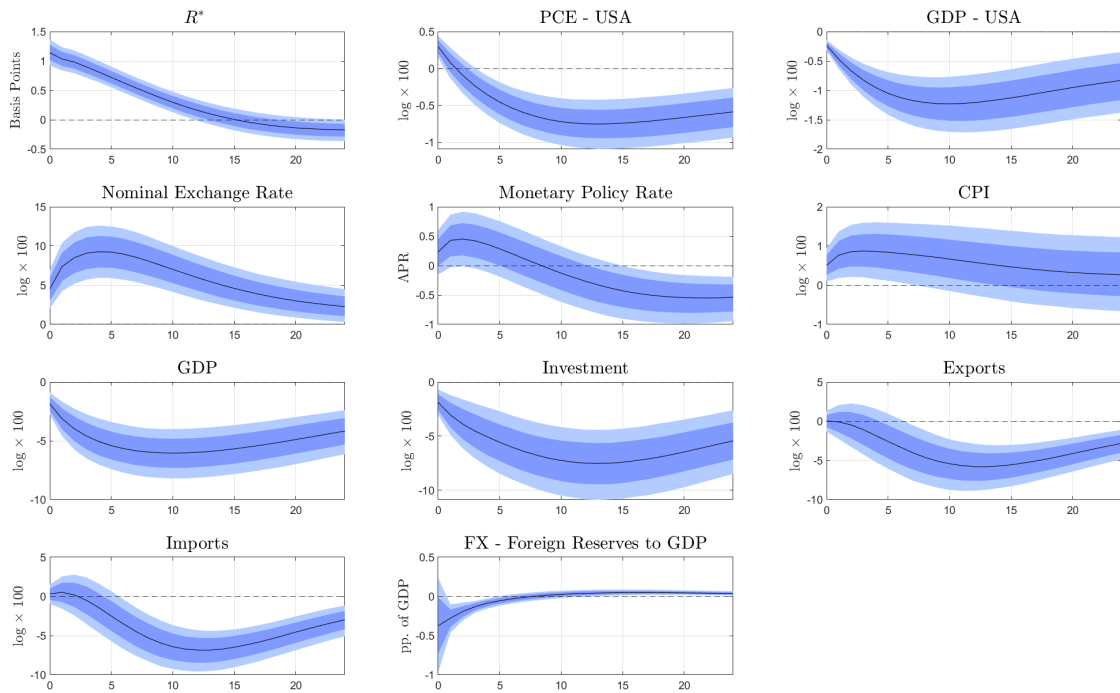 R*
PCE - USA
GDP - USA
Basis Points
1.5
1
0.5
0
-0.5
0 5 10 15 20
log × 100
0.5
0
-0.5
-1
0 5 10 15 20
log × 100
0
-0.5
-1
-1.5
-2
0 5 10 15 20
Nominal Exchange Rate
Monetary Policy Rate
CPI
log × 100
15
10
5
0
0 5 10 15 20
APR
1
0.5
0
-0.5
-1
0 5 10 15 20
log × 100
2
1
0
-1
0 5 10 15 20
GDP
Investment
Exports
log × 100
0
-5
-10
0 5 10 15 20
log × 100
0
-5
-10
0 5 10 15 20
log × 100
5
0
-5
-10
0 5 10 15 20
Imports
FX - Foreign Reserves to GDP
log × 100
5
0
-5
-10
0 5 10 15 20
pp. of GDP
0.5
0
-0.5
-1
0 5 10 15 20